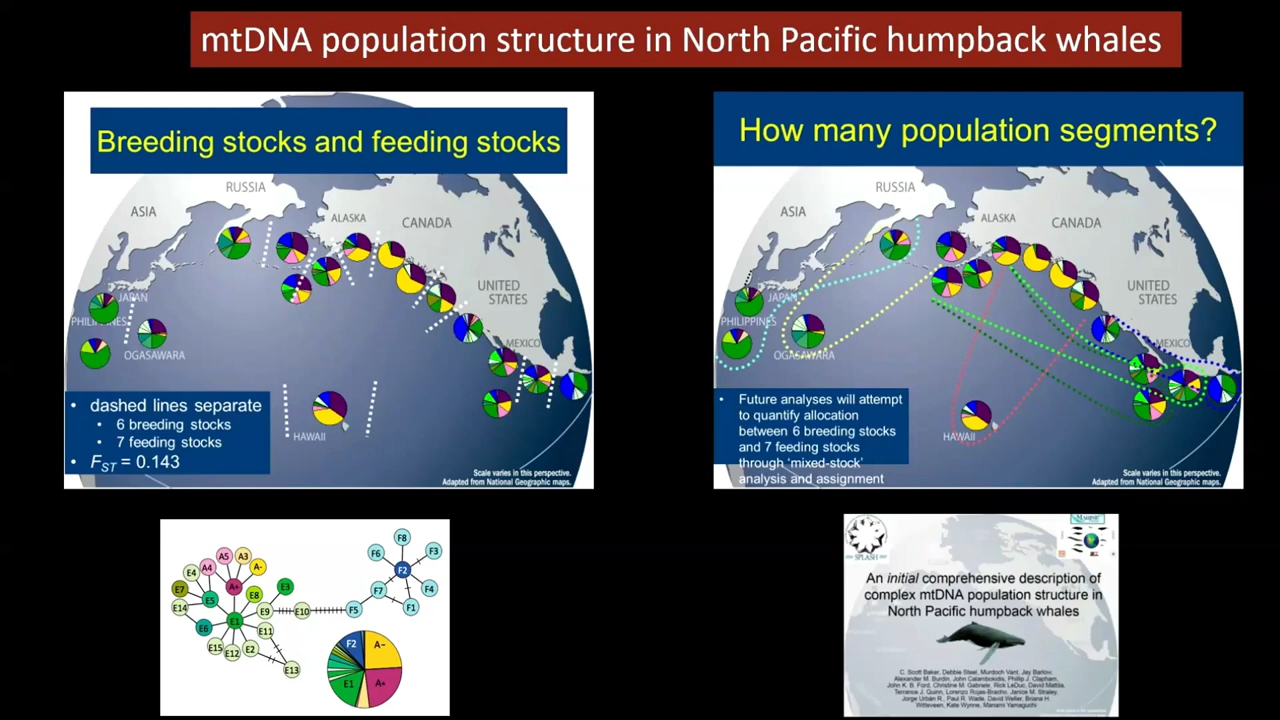 mtDNA population structure in North Pacific humpback whales
Breeding stocks and feeding stocks
RUSSIA
ASIA
ALASKA
CANADA
UNITED
STATES
JAPAN
PHILIPPINES
OGASAWARA
MEXICO
HAWAII
• dashed lines separate
• 6 breeding stocks
• 7 feeding stocks
• FST = 0.143
Scale varies in this perspective.
Adapted from National Geographic maps.
How many population segments?
RUSSIA
ASIA
ALASKA
CANADA
UNITED
STATES
JAPAN
PHILIPPINES
OGASAWARA
MEXICO
HAWAII
• Future analyses will attempt
to quantify allocation
between 6 breeding stocks
and 7 feeding stocks
through ‘mixed-stock’
analysis and assignment
Scale varies in this perspective.
Adapted from National Geographic maps.
A5
A3
A4
A-
E4
A+
E7
E5
E8
E3
E14
E9
E10
E1
E6
E11
E15
E12
E2
E13
F8
F6
F3
F2
F7
F4
F5
F1
F2
A-
E1
A+
SPLASH
An initial comprehensive description of
complex mtDNA population structure in
North Pacific humpback whales
C. Scott Baker, Debbie Steel, Murdoch Vant, Jay Barlow,
Alexander M. Burdin, John Calambokidis, Phillip J. Clapham,
John K. B. Ford, Christine M. Gabriele, Rick LeDuc, David Mattila,
Terrance J. Quinn, Lorenzo Rojas-Bracho, Janice M. Straley,
Jorge Urbán R., Paul R. Wade, David Weller, Briana H.
Witteveen, Kate Wynne, Manami Yamaguchi